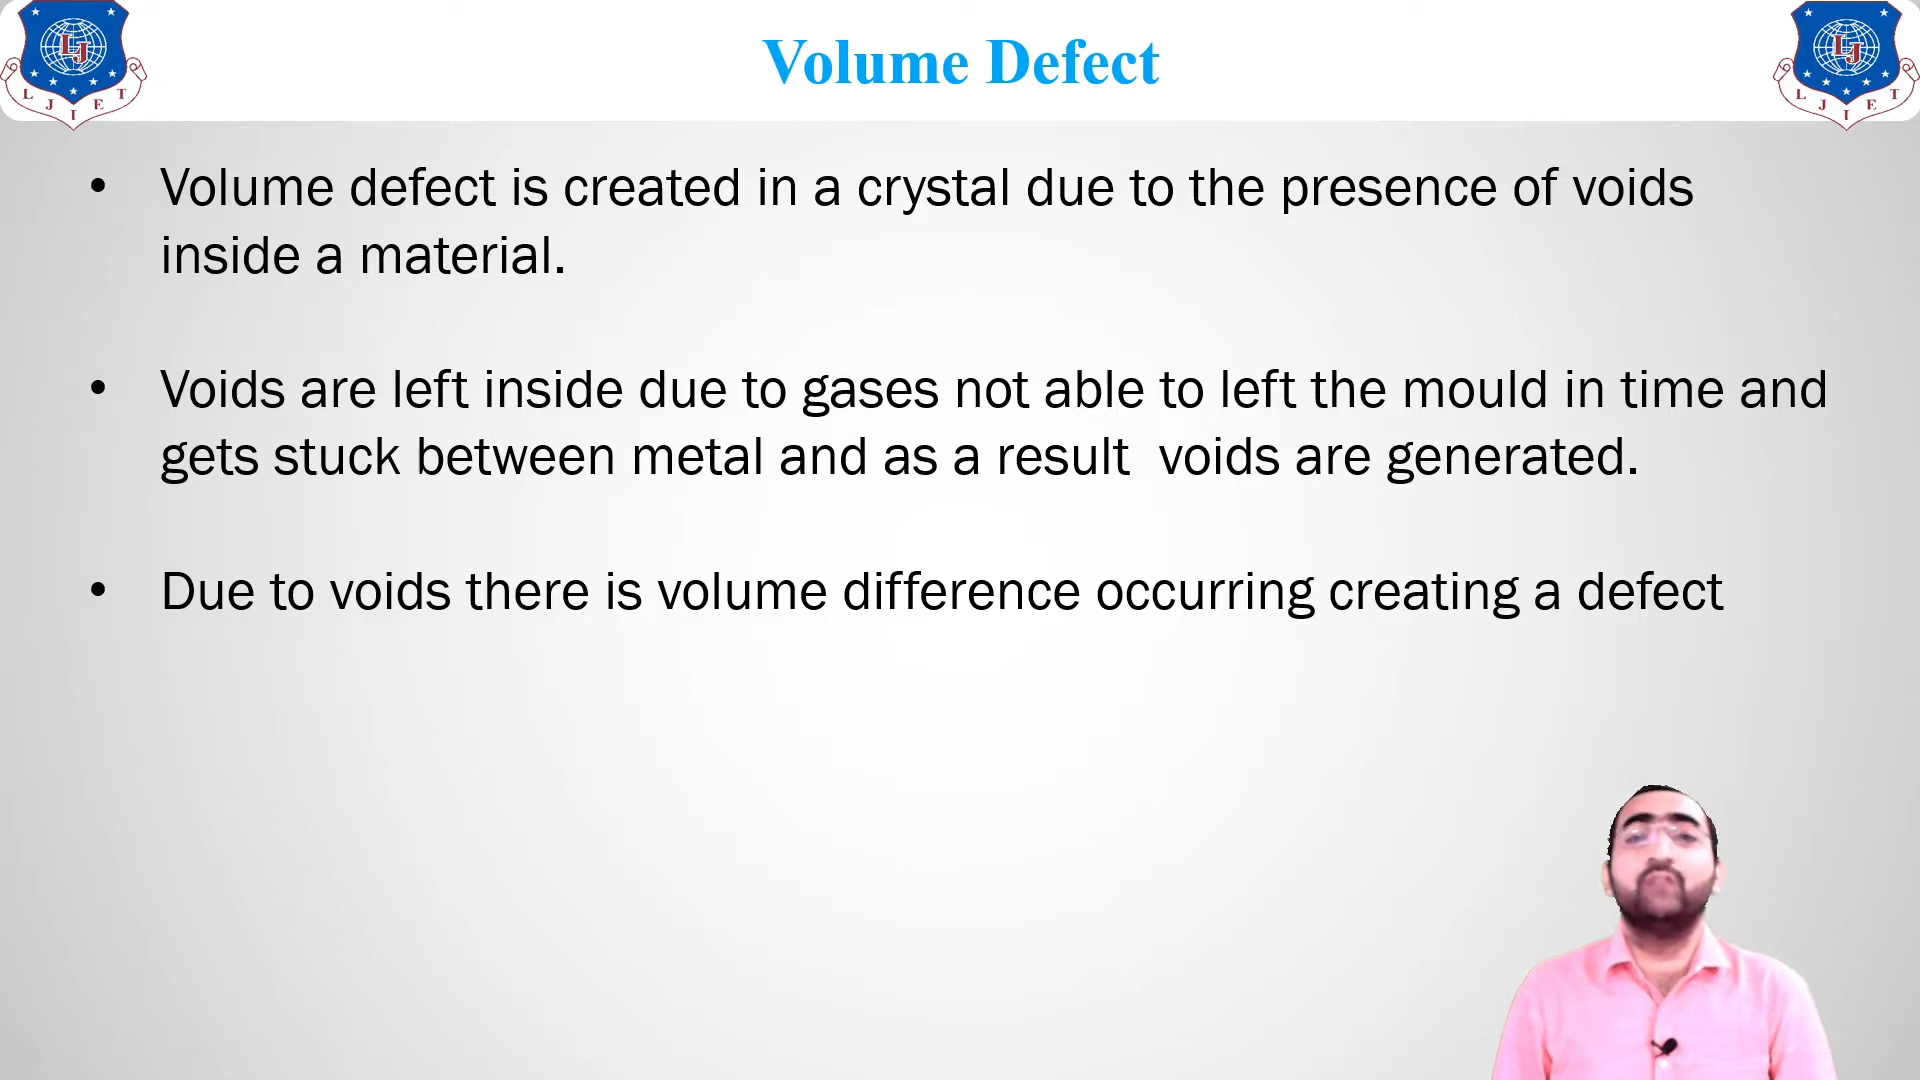 Volume Defect
LJ
L J I E T
LJ
L J I E T
• Volume defect is created in a crystal due to the presence of voids
inside a material.
• Voids are left inside due to gases not able to left the mould in time and
gets stuck between metal and as a result  voids are generated.
• Due to voids there is volume difference occurring creating a defect